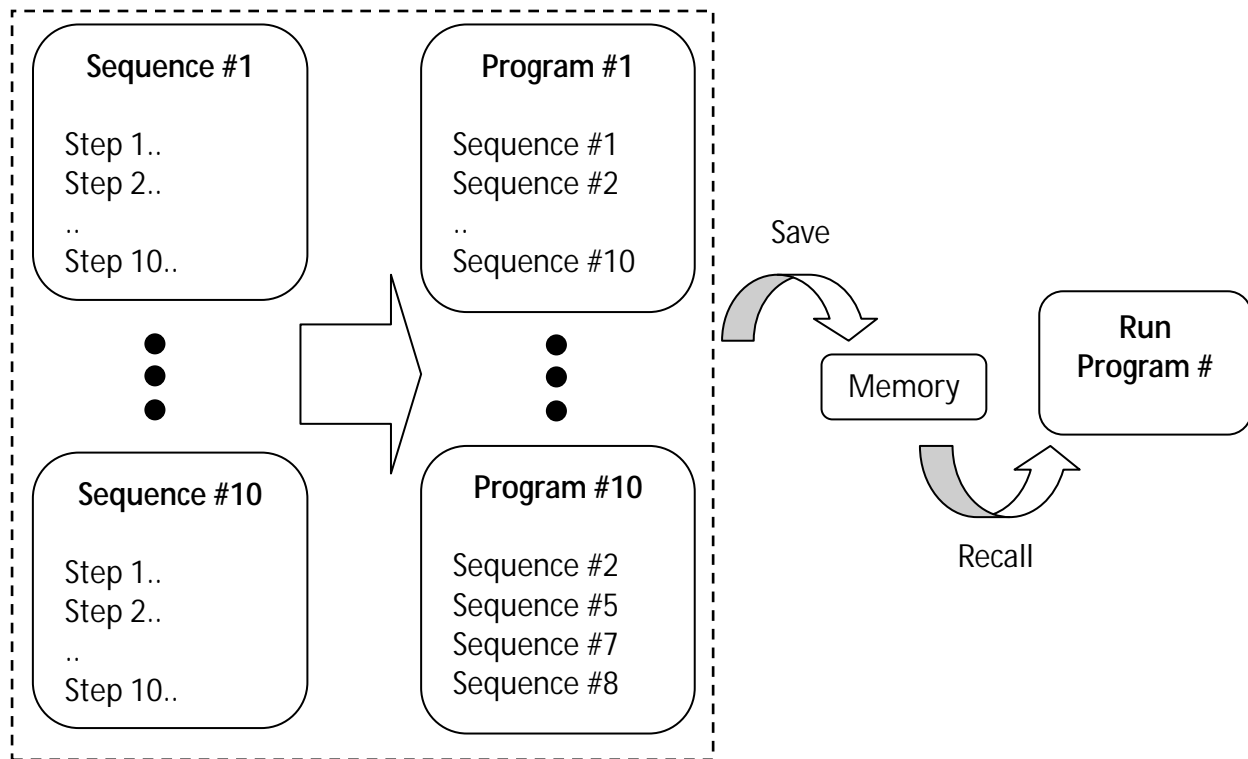 Sequence #1
Step 1..
Step 2..
..
Step 10..
Sequence #10
Step 1..
Step 2..
..
Step 10..
Program #1
Sequence #1
Sequence #2
..
Sequence #10
Program #10
Sequence #2
Sequence #5
Sequence #7
Sequence #8
Save
Memory
Recall
Run
Program #